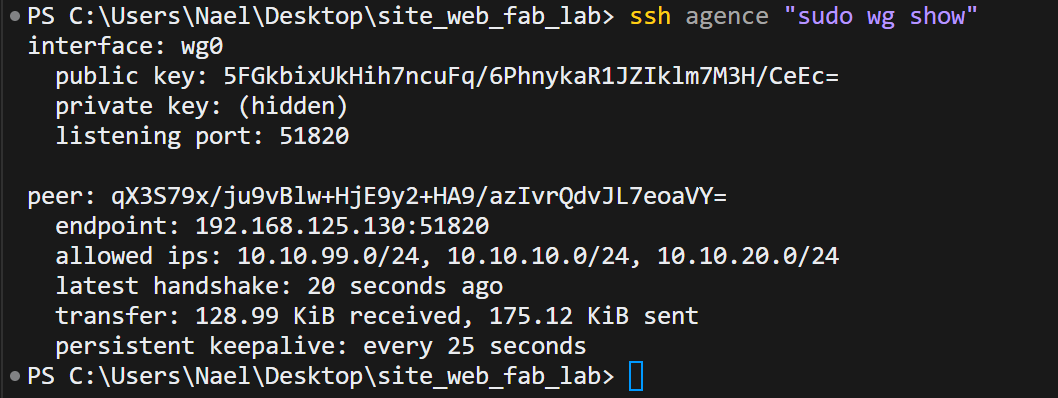 PS C:\Users\Nael\Desktop\site_web_fab_lab> ssh agence "sudo wg show"
interface: wg0
  public key: 5FGkbixUkHih7ncuFq/6PhnykaR1JZIklm7M3H/CeEc=
  private key: (hidden)
  listening port: 51820

peer: qX3S79x/ju9vBlw+HjE9y2+HA9/azIvrQdvJL7eoaVY=
  endpoint: 192.168.125.130:51820
  allowed ips: 10.10.99.0/24, 10.10.10.0/24, 10.10.20.0/24
  latest handshake: 20 seconds ago
  transfer: 128.99 KiB received, 175.12 KiB sent
  persistent keepalive: every 25 seconds
PS C:\Users\Nael\Desktop\site_web_fab_lab>